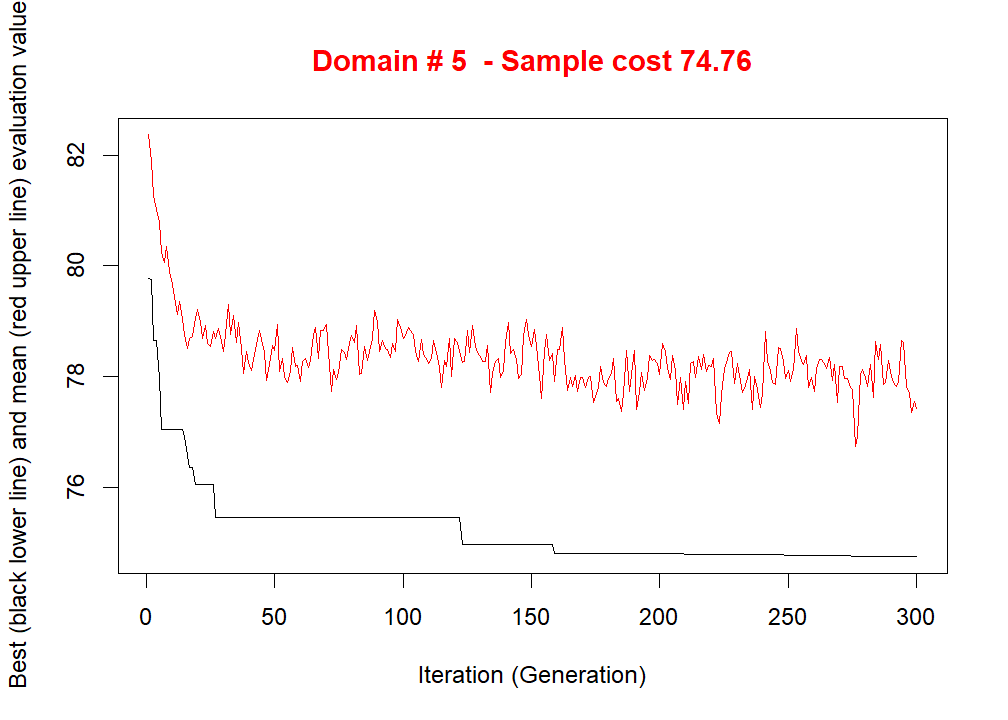 Domain # 5  - Sample cost 74.76
Best (black lower line) and mean (red upper line) evaluation value
82
80
78
76
0 50 100 150 200 250 300
Iteration (Generation)